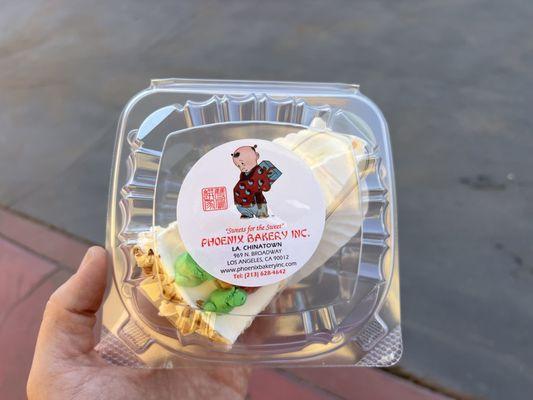 "Sweets for the Sweet"
PHOENIX BAKERY INC.
LA. CHINATOWN
969 N. BROADWAY
LOS ANGELES, CA 90012
www.phoenixbakeryinc.com
Tel: (213) 628-4642